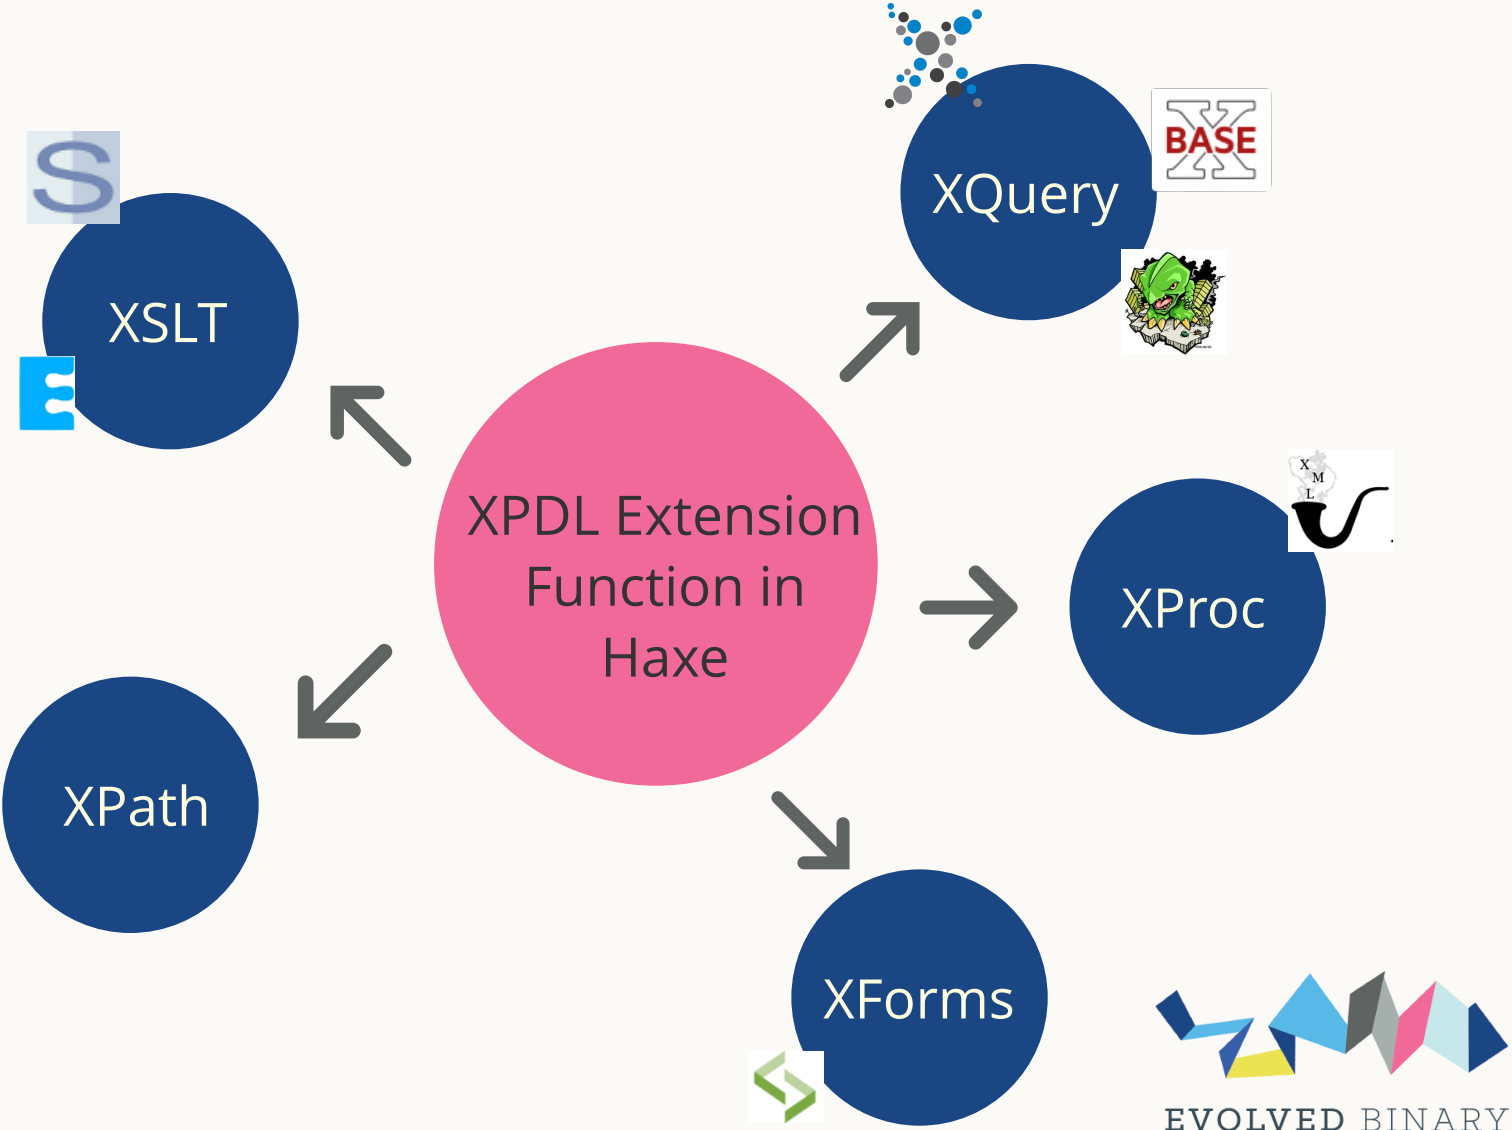 X
BASE
XQuery
S
XSLT
E
X
M
L
XPDL Extension
Function in
Haxe
XProc
XPath
XForms
EVOLVED BINARY